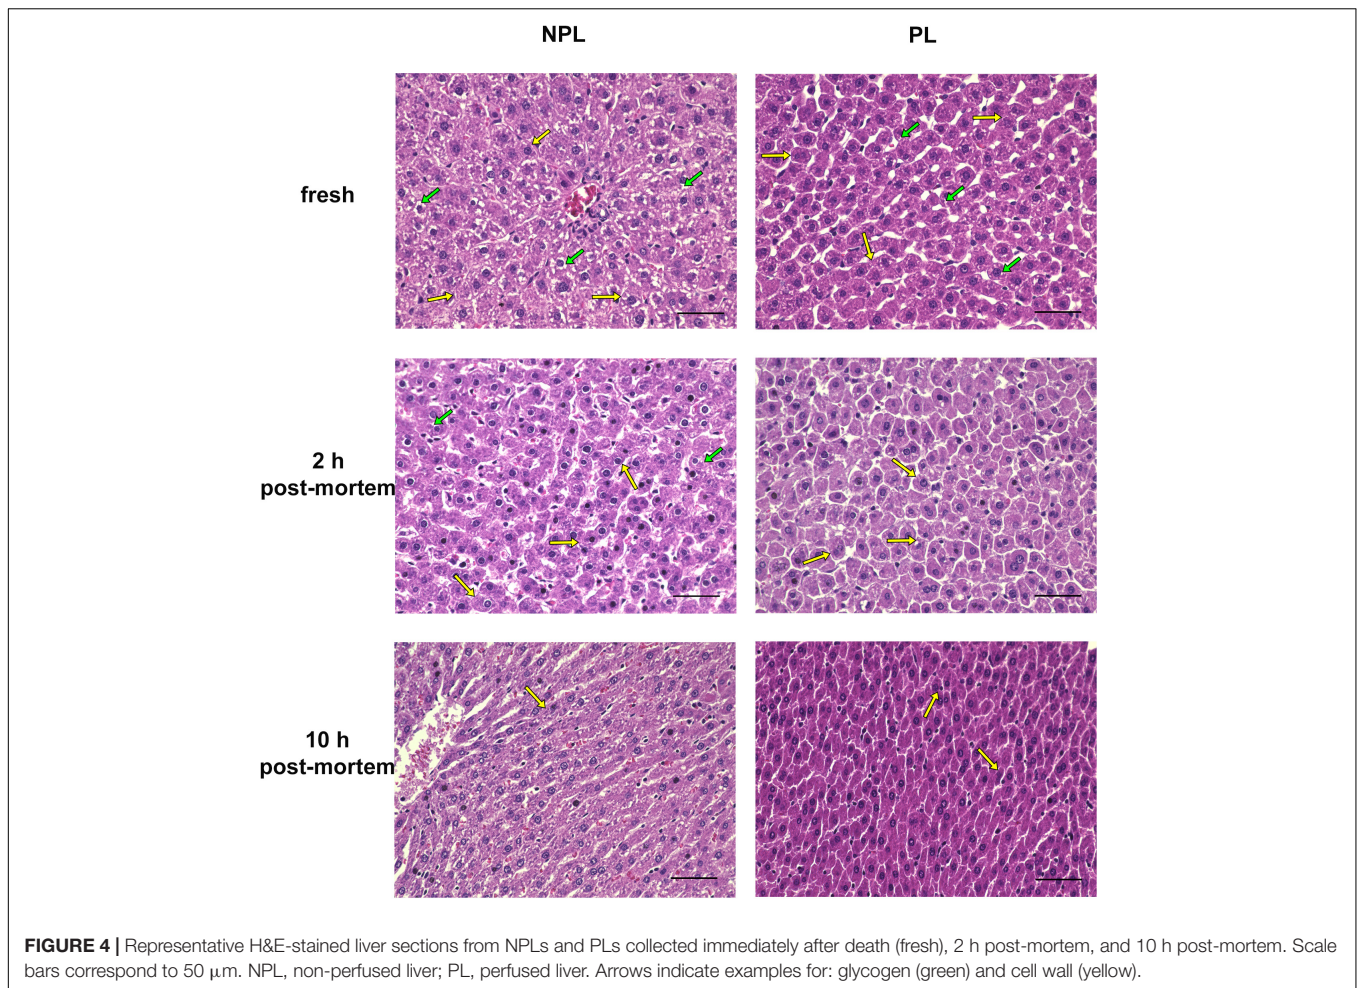 NPL
PL
fresh
2 h
post-mortem
10 h
post-mortem
FIGURE 4 | Representative H&E-stained liver sections from NPLs and PLs collected immediately after death (fresh), 2 h post-mortem, and 10 h post-mortem. Scale
bars correspond to 50 μm. NPL, non-perfused liver; PL, perfused liver. Arrows indicate examples for: glycogen (green) and cell wall (yellow).